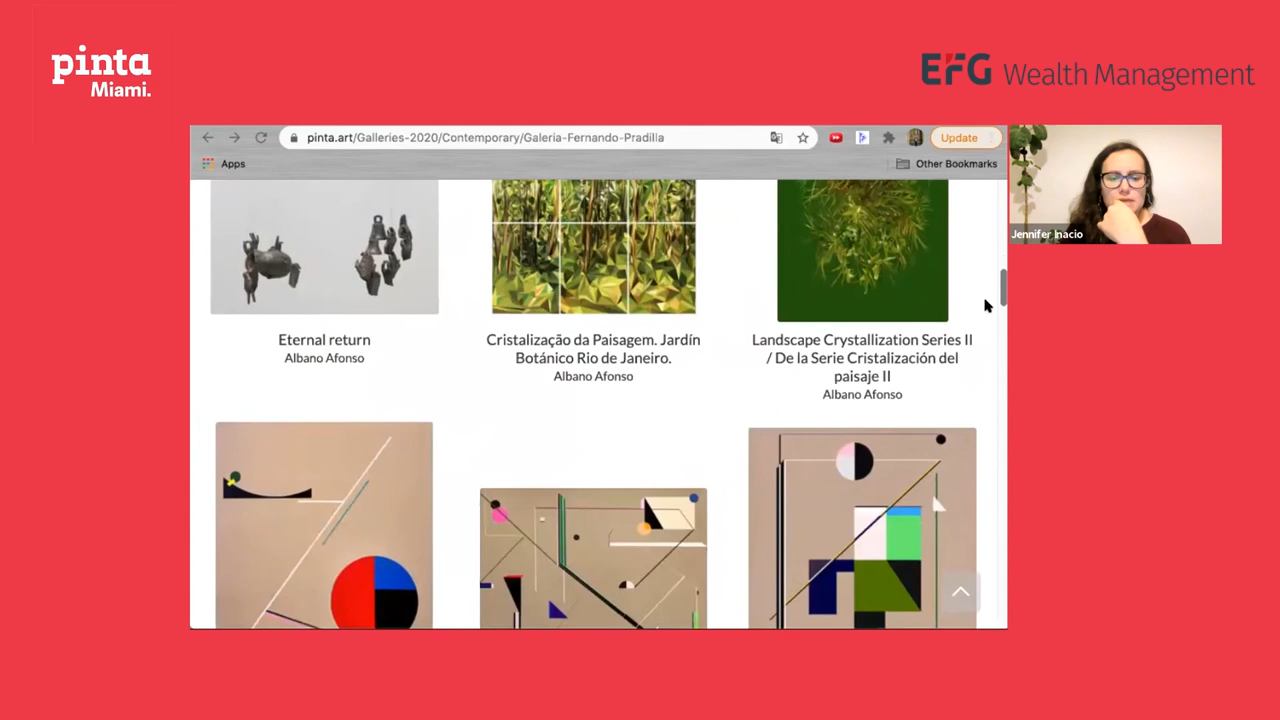 pinta
Miami.
EFG Wealth Management
pinta.art/Galleries-2020/Contemporary/Galeria-Fernando-Pradilla
Update
Apps
Other Bookmarks
Jennifer Inacio
Eternal return
Albano Afonso
Cristalização da Paisagem. Jardín
Botánico Rio de Janeiro.
Albano Afonso
Landscape Crystallization Series II
/ De la Serie Cristalización del
paisaje II
Albano Afonso